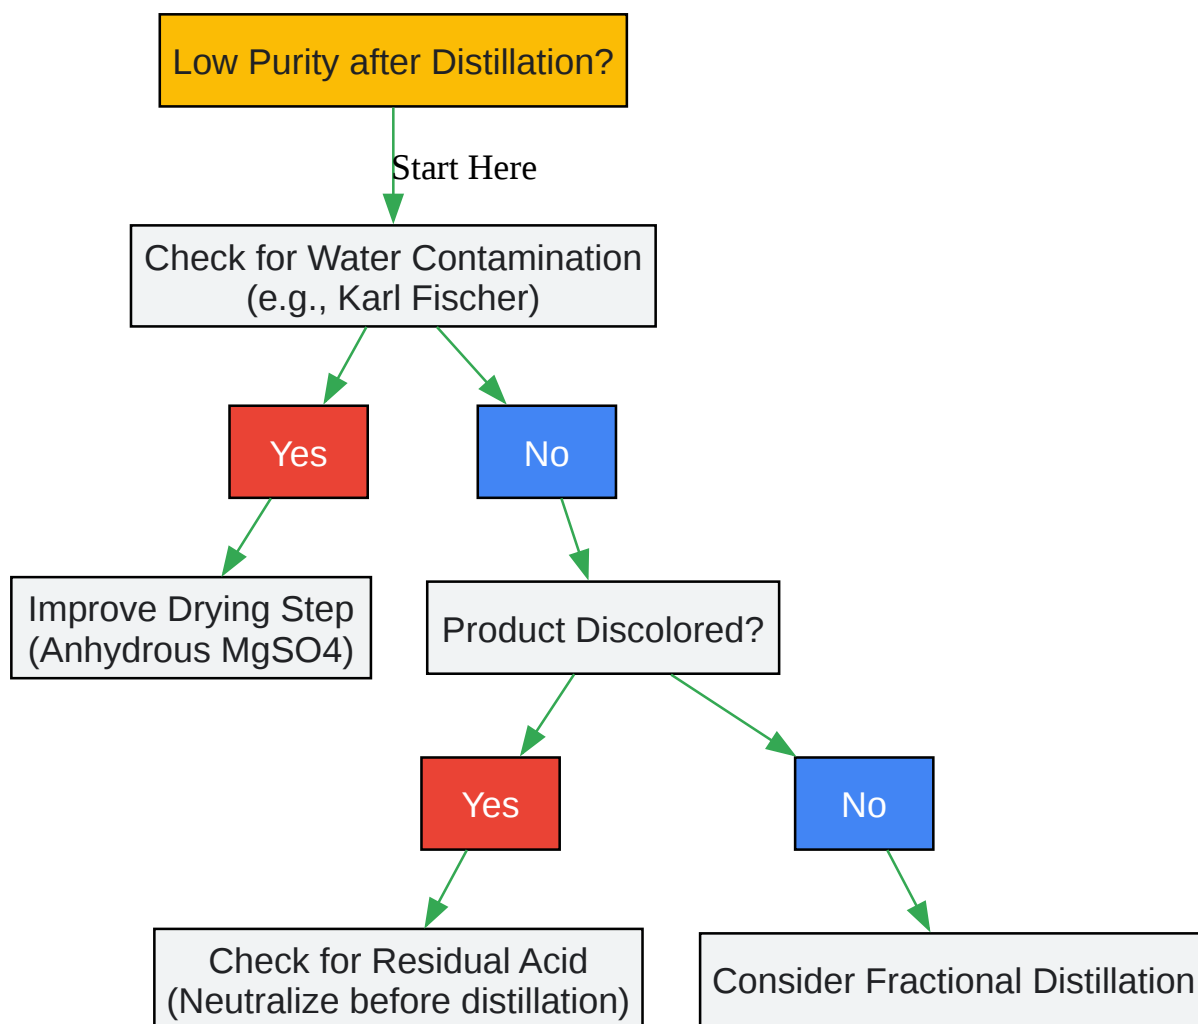 Low Purity after Distillation?
Start Here
Check for Water Contamination
(e.g., Karl Fischer)
Yes
No
Improve Drying Step
(Anhydrous MgSO4)
Product Discolored?
Yes
No
Check for Residual Acid
(Neutralize before distillation)
Consider Fractional Distillation